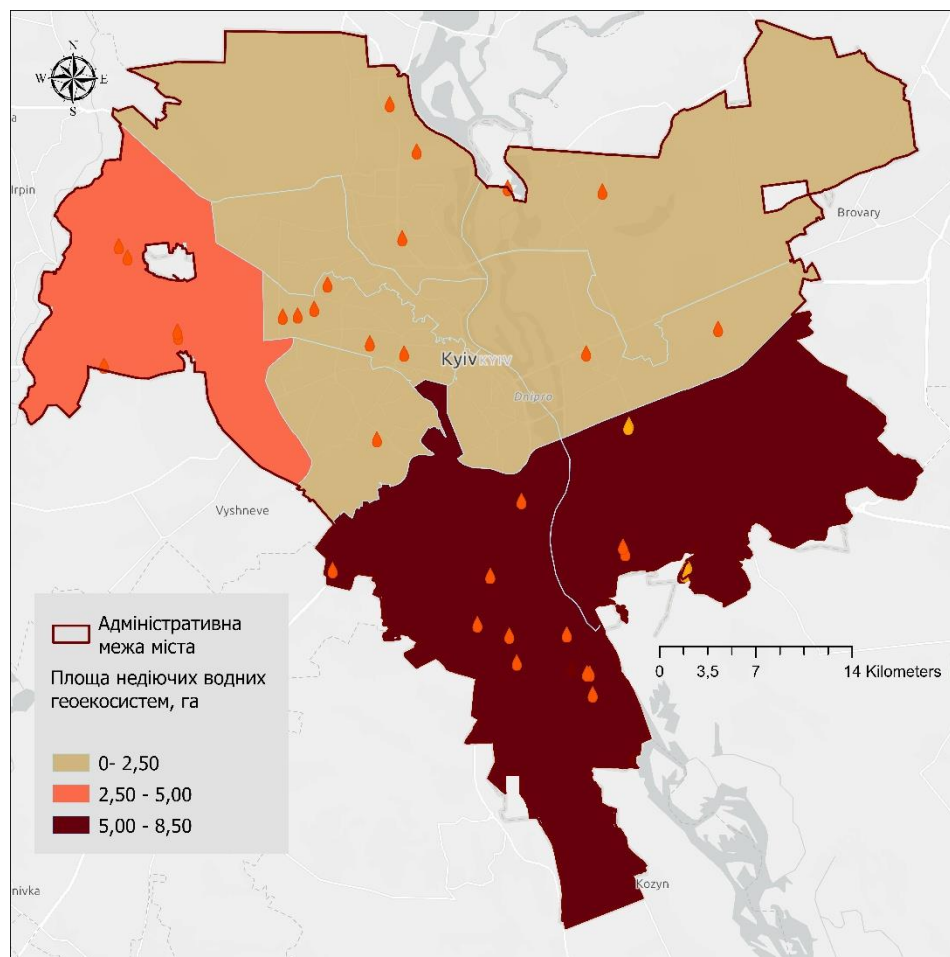 N
W E
S
Irpin
Brovary
Kyiv KYIV
Dnipro
Vyshneve
Адміністративна
межа міста
Площа недіючих водних
геоекосистем, га
0- 2,50
2,50 - 5,00
5,00 - 8,50
0 3,5 7 14 Kilometers
nivka
Kozyn